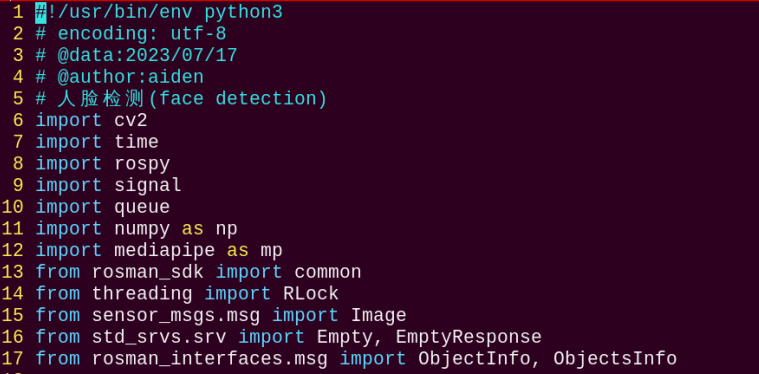 1 #!/usr/bin/env python3
2 # encoding: utf-8
3 # @data:2023/07/17
4 # @author:aiden
5 # 人脸检测(face detection)
6 import cv2
7 import time
8 import rospy
9 import signal
10 import queue
11 import numpy as np
12 import mediapipe as mp
13 from rosman_sdk import common
14 from threading import RLock
15 from sensor_msgs.msg import Image
16 from std_srvs.srv import Empty, EmptyResponse
17 from rosman_interfaces.msg import ObjectInfo, ObjectsInfo